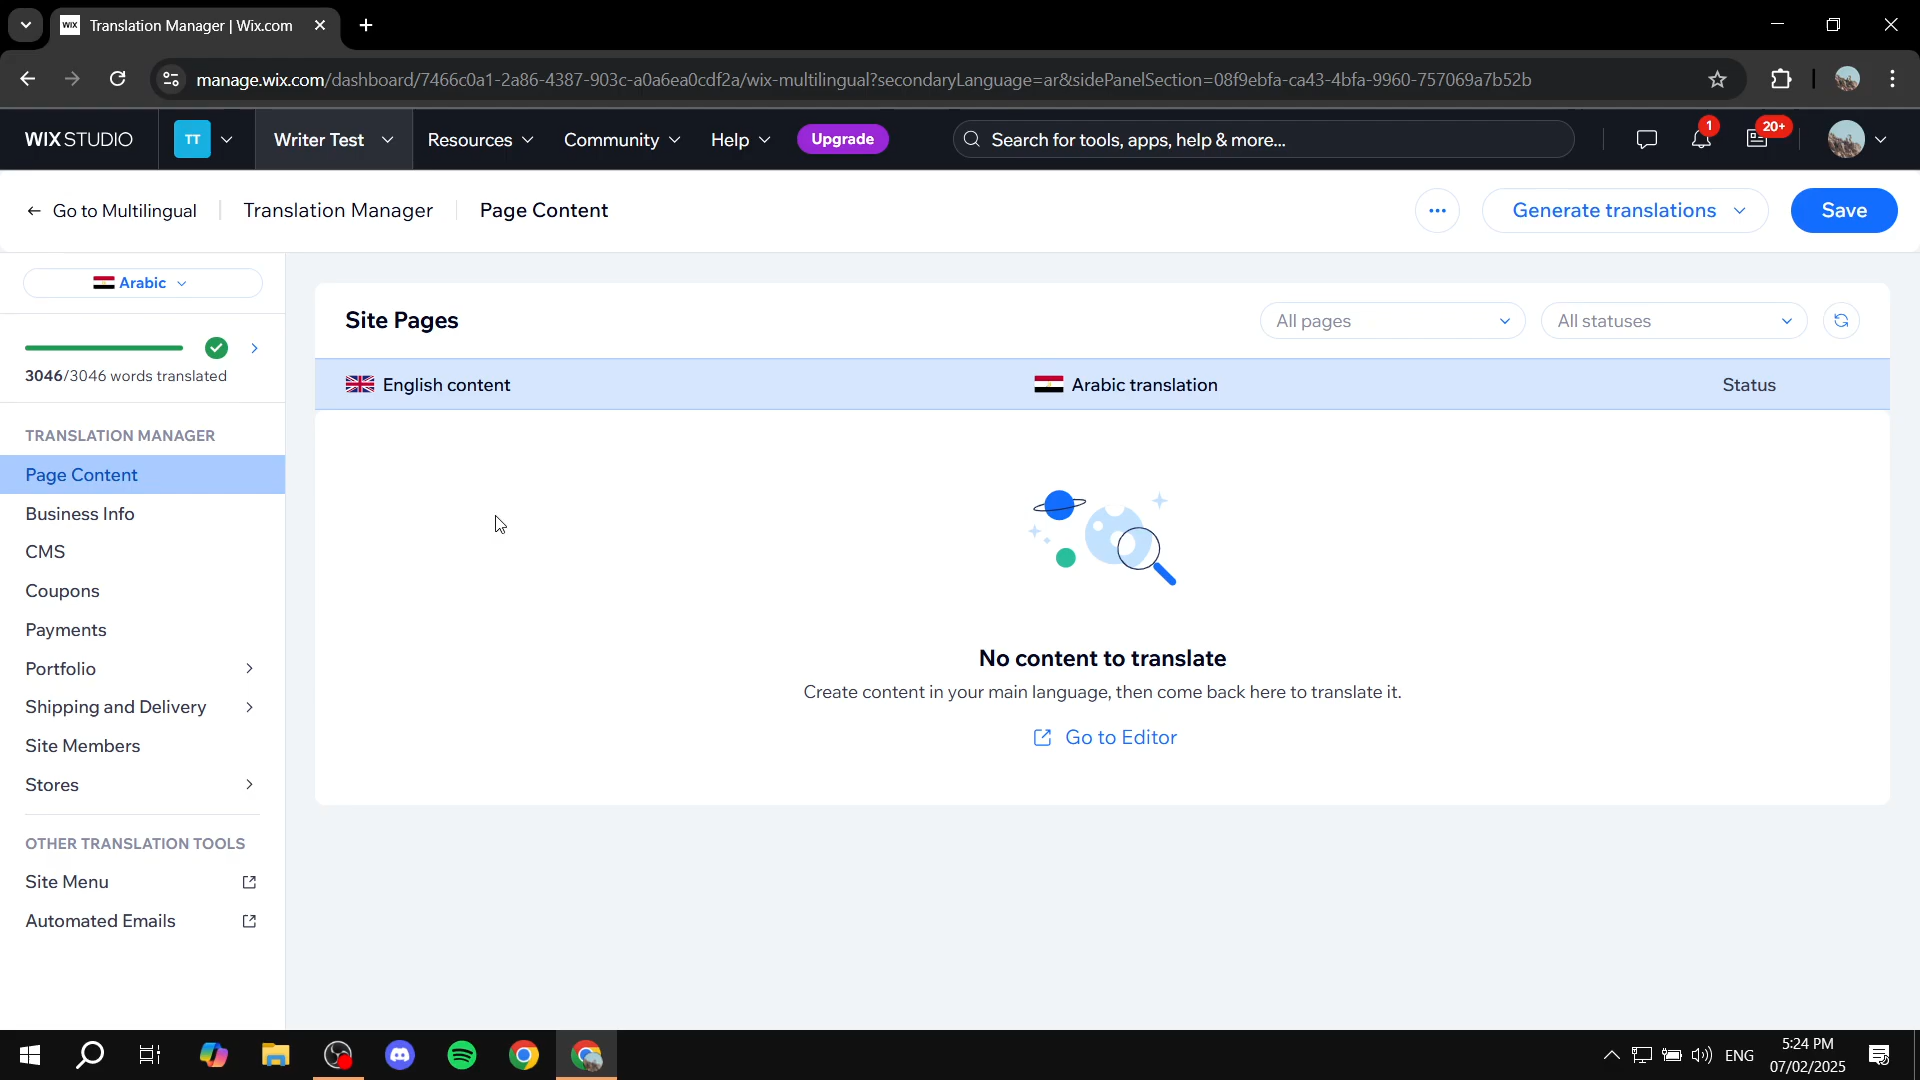 WIX Translation Manager | Wix.com
manage.wix.com/dashboard/7466c0a1-2a86-4387-903c-a0a6ea0cdf2a/wix-multilingual?secondaryLanguage=ar&sidePanelSection=08f9ebfa-ca43-4bfa-9960-757069a7b52b
WIX STUDIO TT Writer Test Resources Community Help Upgrade Search for tools, apps, help & more... 1 20+
Go to Multilingual Translation Manager Page Content Generate translations Save
Arabic
3046/3046 words translated
TRANSLATION MANAGER
Page Content
Business Info
CMS
Coupons
Payments
Portfolio
Shipping and Delivery
Site Members
Stores
OTHER TRANSLATION TOOLS
Site Menu
Automated Emails
Site Pages All pages All statuses
English content Arabic translation Status
No content to translate
Create content in your main language, then come back here to translate it.
Go to Editor
ENG
5:24 PM
07/02/2025